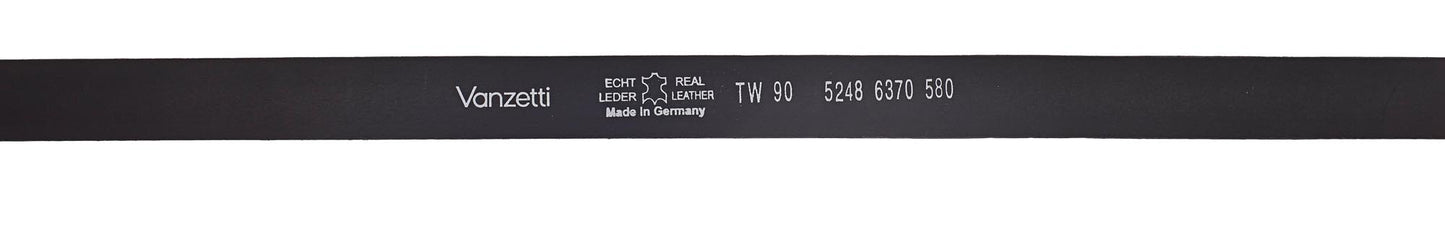 Vanzetti
ECHT REAL
LEDER LEATHER
Made in Germany
TW 90 5248 6370 580